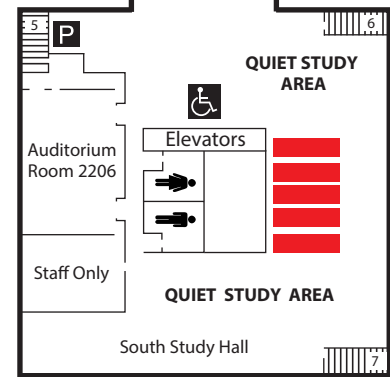 5
P
6
QUIET STUDY
AREA
Elevators
Auditorium
Room 2206
Staff Only
QUIET STUDY AREA
South Study Hall
7